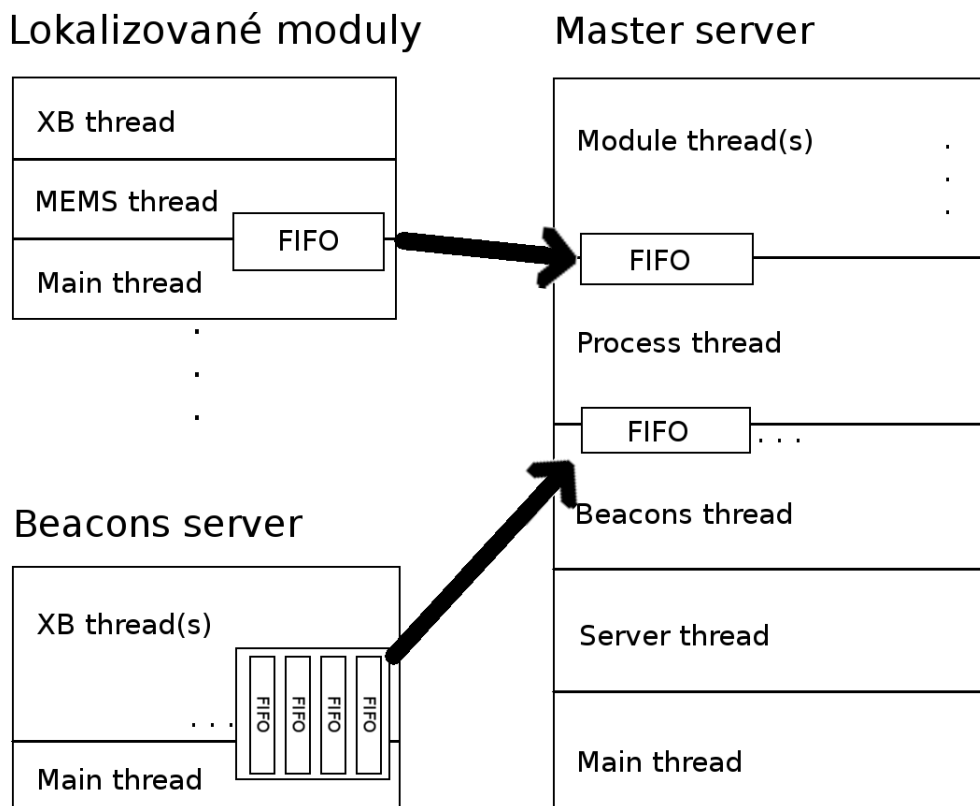 Lokalizované moduly
XB thread
MEMS thread
FIFO
Main thread
.
.
.
Beacons server
XB thread(s)
. . .
FIFO
FIFO
FIFO
FIFO
Main thread
Master server
Module thread(s)
.
.
.
FIFO
Process thread
FIFO
. . .
Beacons thread
Server thread
Main thread